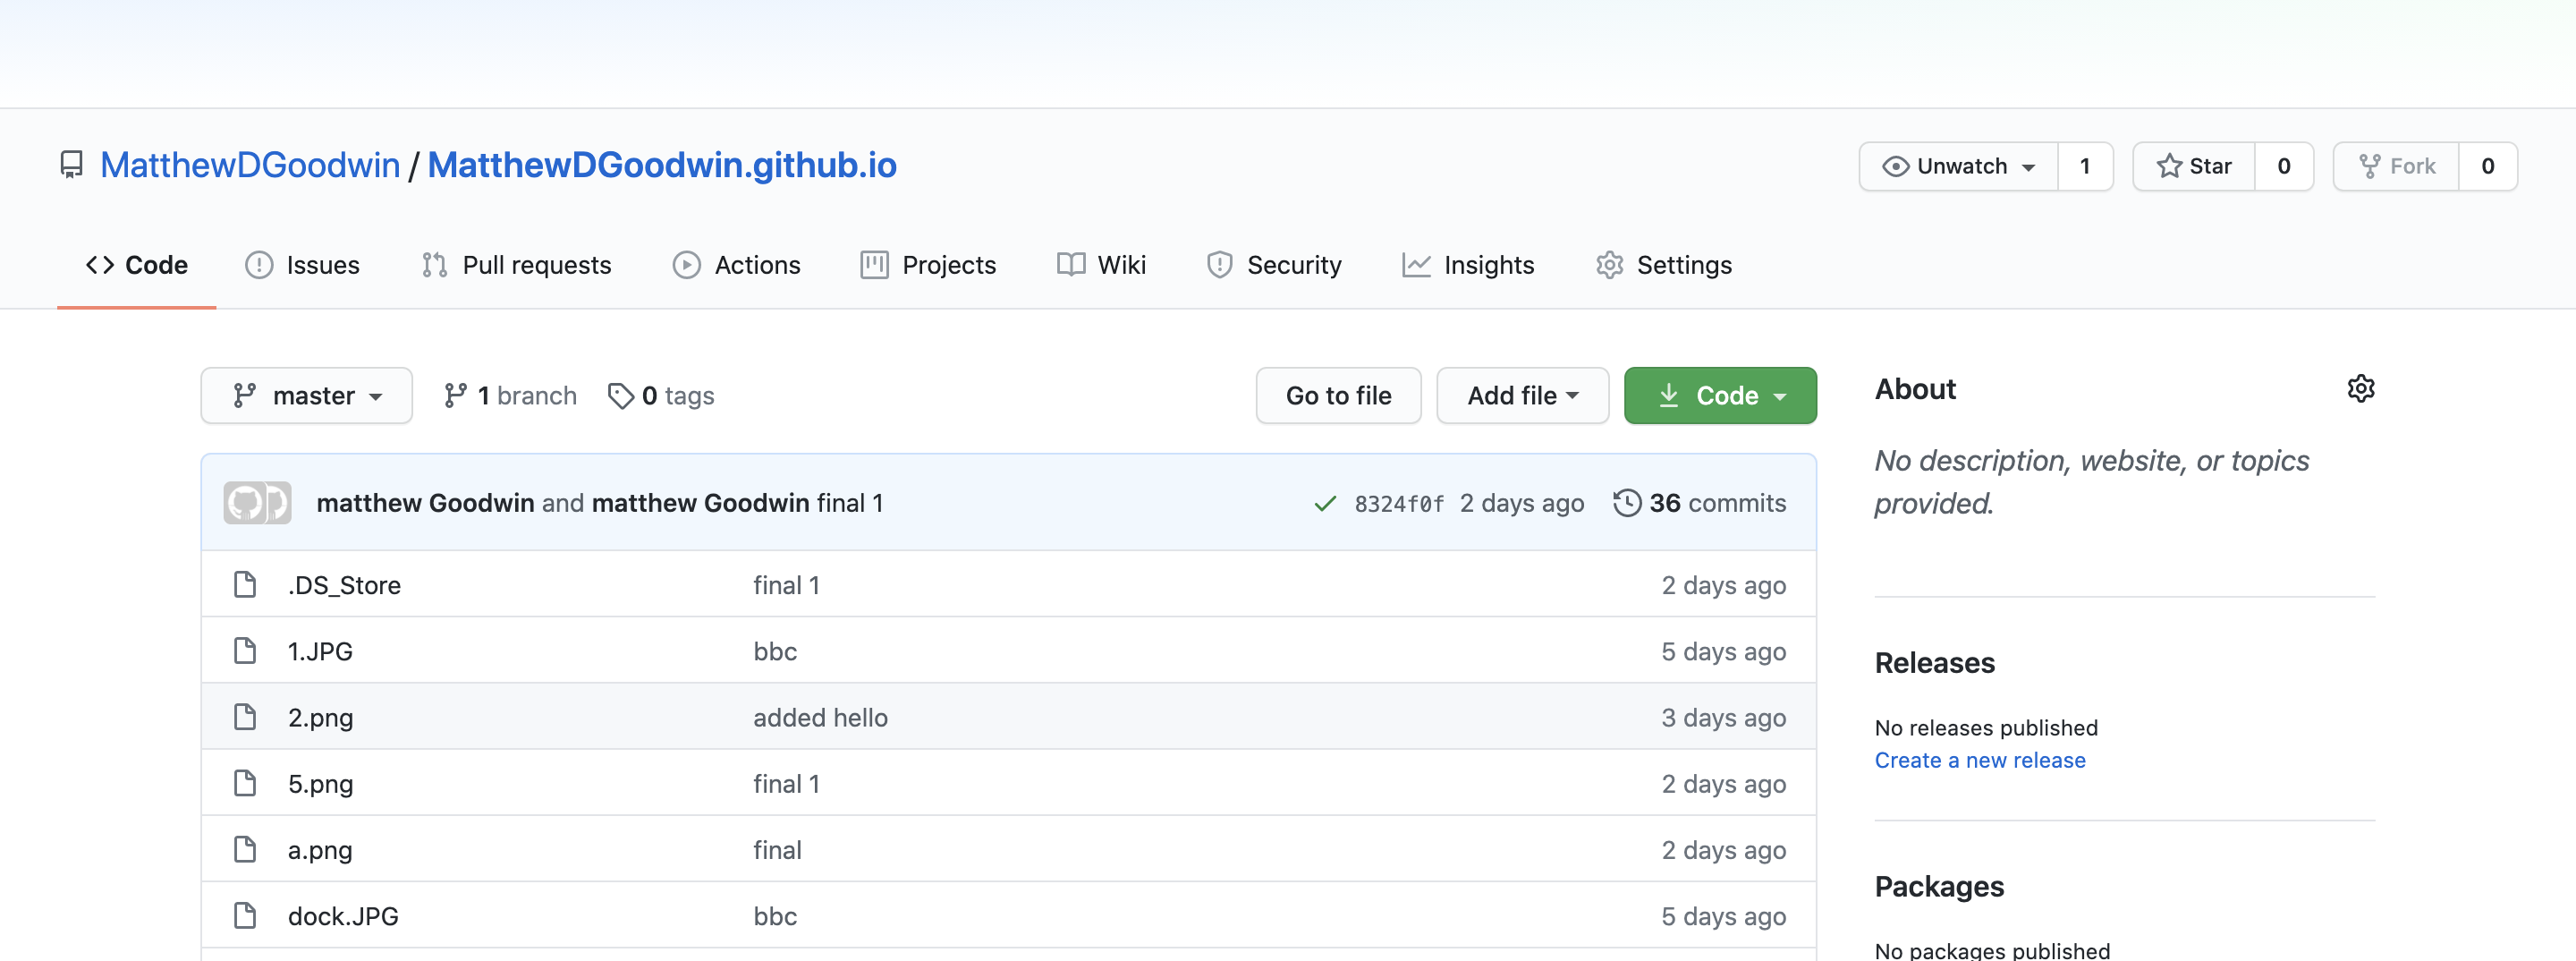 MatthewDGoodwin / MatthewDGoodwin.github.io
Unwatch 1 Star 0 Fork 0
Code Issues Pull requests Actions Projects Wiki Security Insights Settings
master 1 branch 0 tags
Go to file Add file Code
matthew Goodwin and matthew Goodwin final 1 8324f0f 2 days ago 36 commits
.DS_Store final 1 2 days ago
1.JPG bbc 5 days ago
2.png added hello 3 days ago
5.png final 1 2 days ago
a.png final 2 days ago
dock.JPG bbc 5 days ago
About
No description, website, or topics
provided.
Releases
No releases published
Create a new release
Packages
No packages published